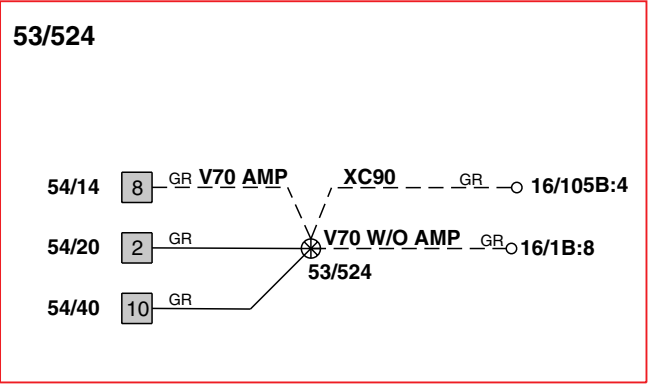 53/524
54/14 8 GR V70 AMP XC90 GR 16/105B:4
54/20 2 GR V70 W/O AMP GR 16/1B:8
53/524
54/40 10 GR